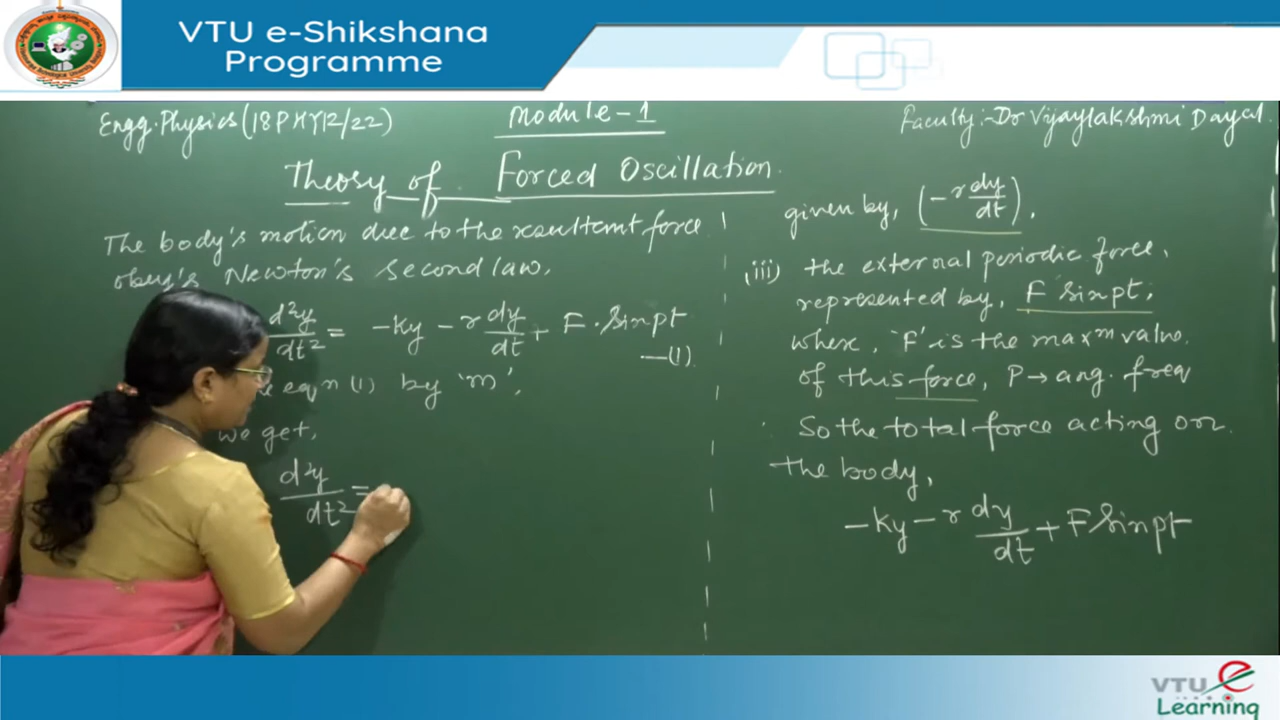 VTU e-Shikshana
Programme
Engg. Physics (18PHY12/22)
Module-1
Faculty:- Dr Vijaylakshmi Dayal.
Theory of Forced Oscillation
The body's motion due to the resultant force
obey's Newton's second law.
d²y/dt² = -Ky - r dy/dt + F. Sinpt
—(1)
eqn (1) by 'm',
we get,
d²y/dt² =
given by, (-r dy/dt).
(iii) the external periodic force,
represented by, F Sinpt,
where, 'F' is the maxᵐ value.
of this force, P → ang. freq
So the total force acting on
the body,
-Ky - r dy/dt + F Sinpt
VTU e
Learning